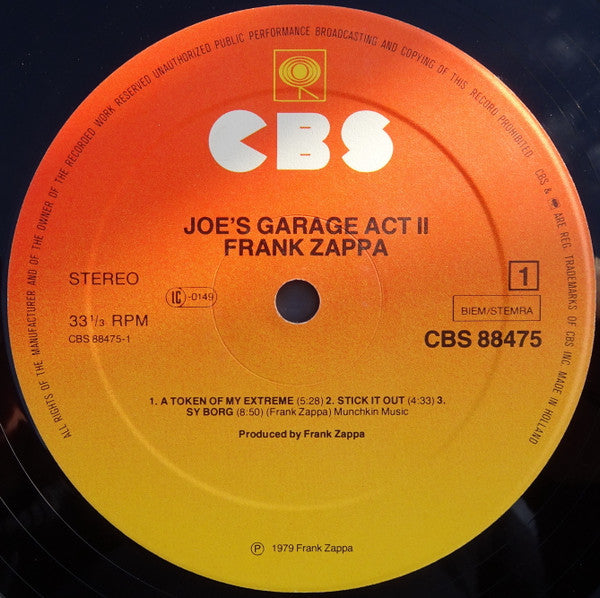 ALL RIGHTS OF THE MANUFACTURER AND OF THE OWNER OF THE RECORDED WORK RESERVED UNAUTHORIZED PUBLIC PERFORMANCE BROADCASTING AND COPYING OF THIS RECORD PROHIBITED. CBS & ARE REG. TRADEMARKS OF CBS INC. MADE IN HOLLAND
CBS
JOE'S GARAGE ACT II
FRANK ZAPPA
STEREO
LC -0149
1
33 1/3 RPM
BIEM/STEMRA
CBS 88475-1
CBS 88475
1. A TOKEN OF MY EXTREME (5:28) 2. STICK IT OUT (4:33) 3.
SY BORG (8:50) (Frank Zappa) Munchkin Music
Produced by Frank Zappa
Ⓟ 1979 Frank Zappa